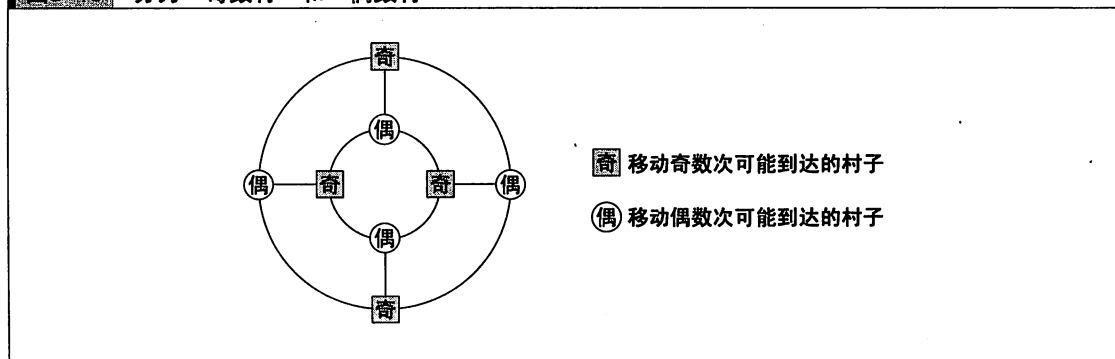 奇
偶
偶 奇 奇 偶
偶
奇
奇 移动奇数次可能到达的村子
偶 移动偶数次可能到达的村子